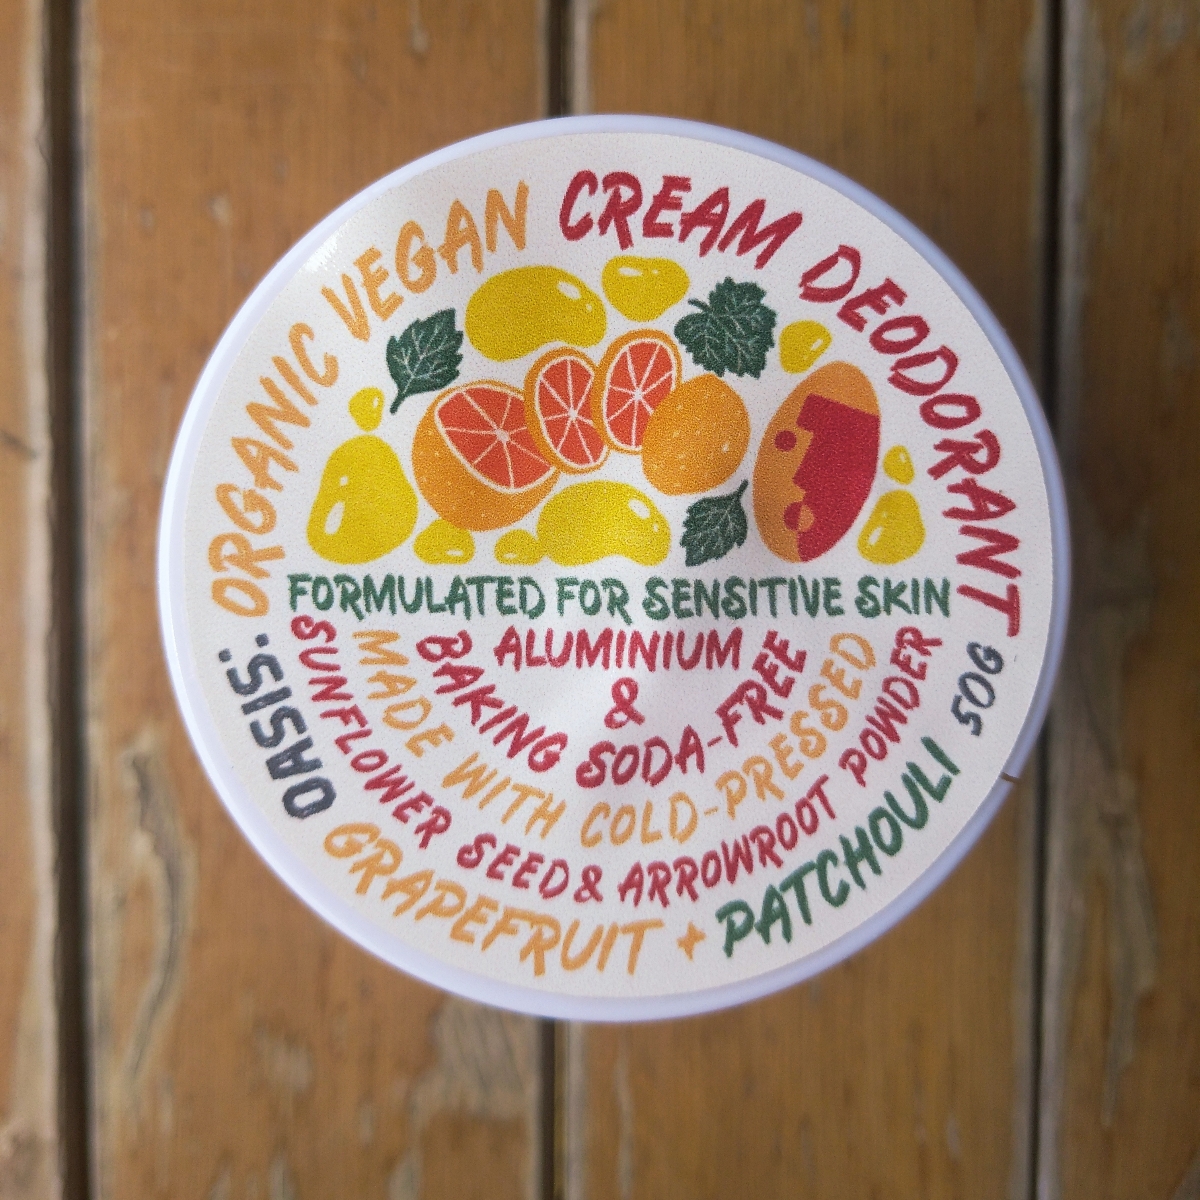 ORGANIC VEGAN CREAM DEODORANT
FORMULATED FOR SENSITIVE SKIN
ALUMINIUM
&
BAKING SODA-FREE
MADE WITH COLD-PRESSED
SUNFLOWER SEED & ARROWROOT POWDER
OASIS: GRAPEFRUIT + PATCHOULI 50G